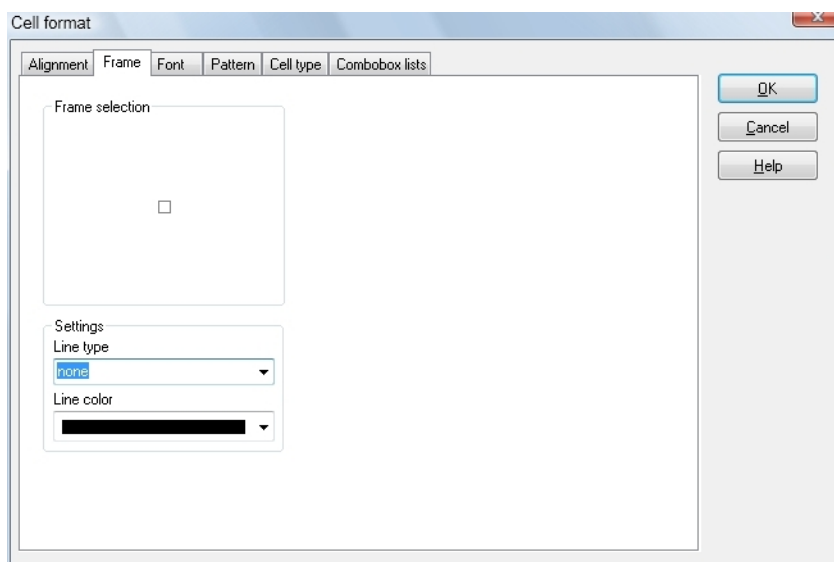 Cell format
Alignment Frame Font Pattern Cell type Combobox lists
OK
Cancel
Help
Frame selection
Settings
Line type
none
Line color